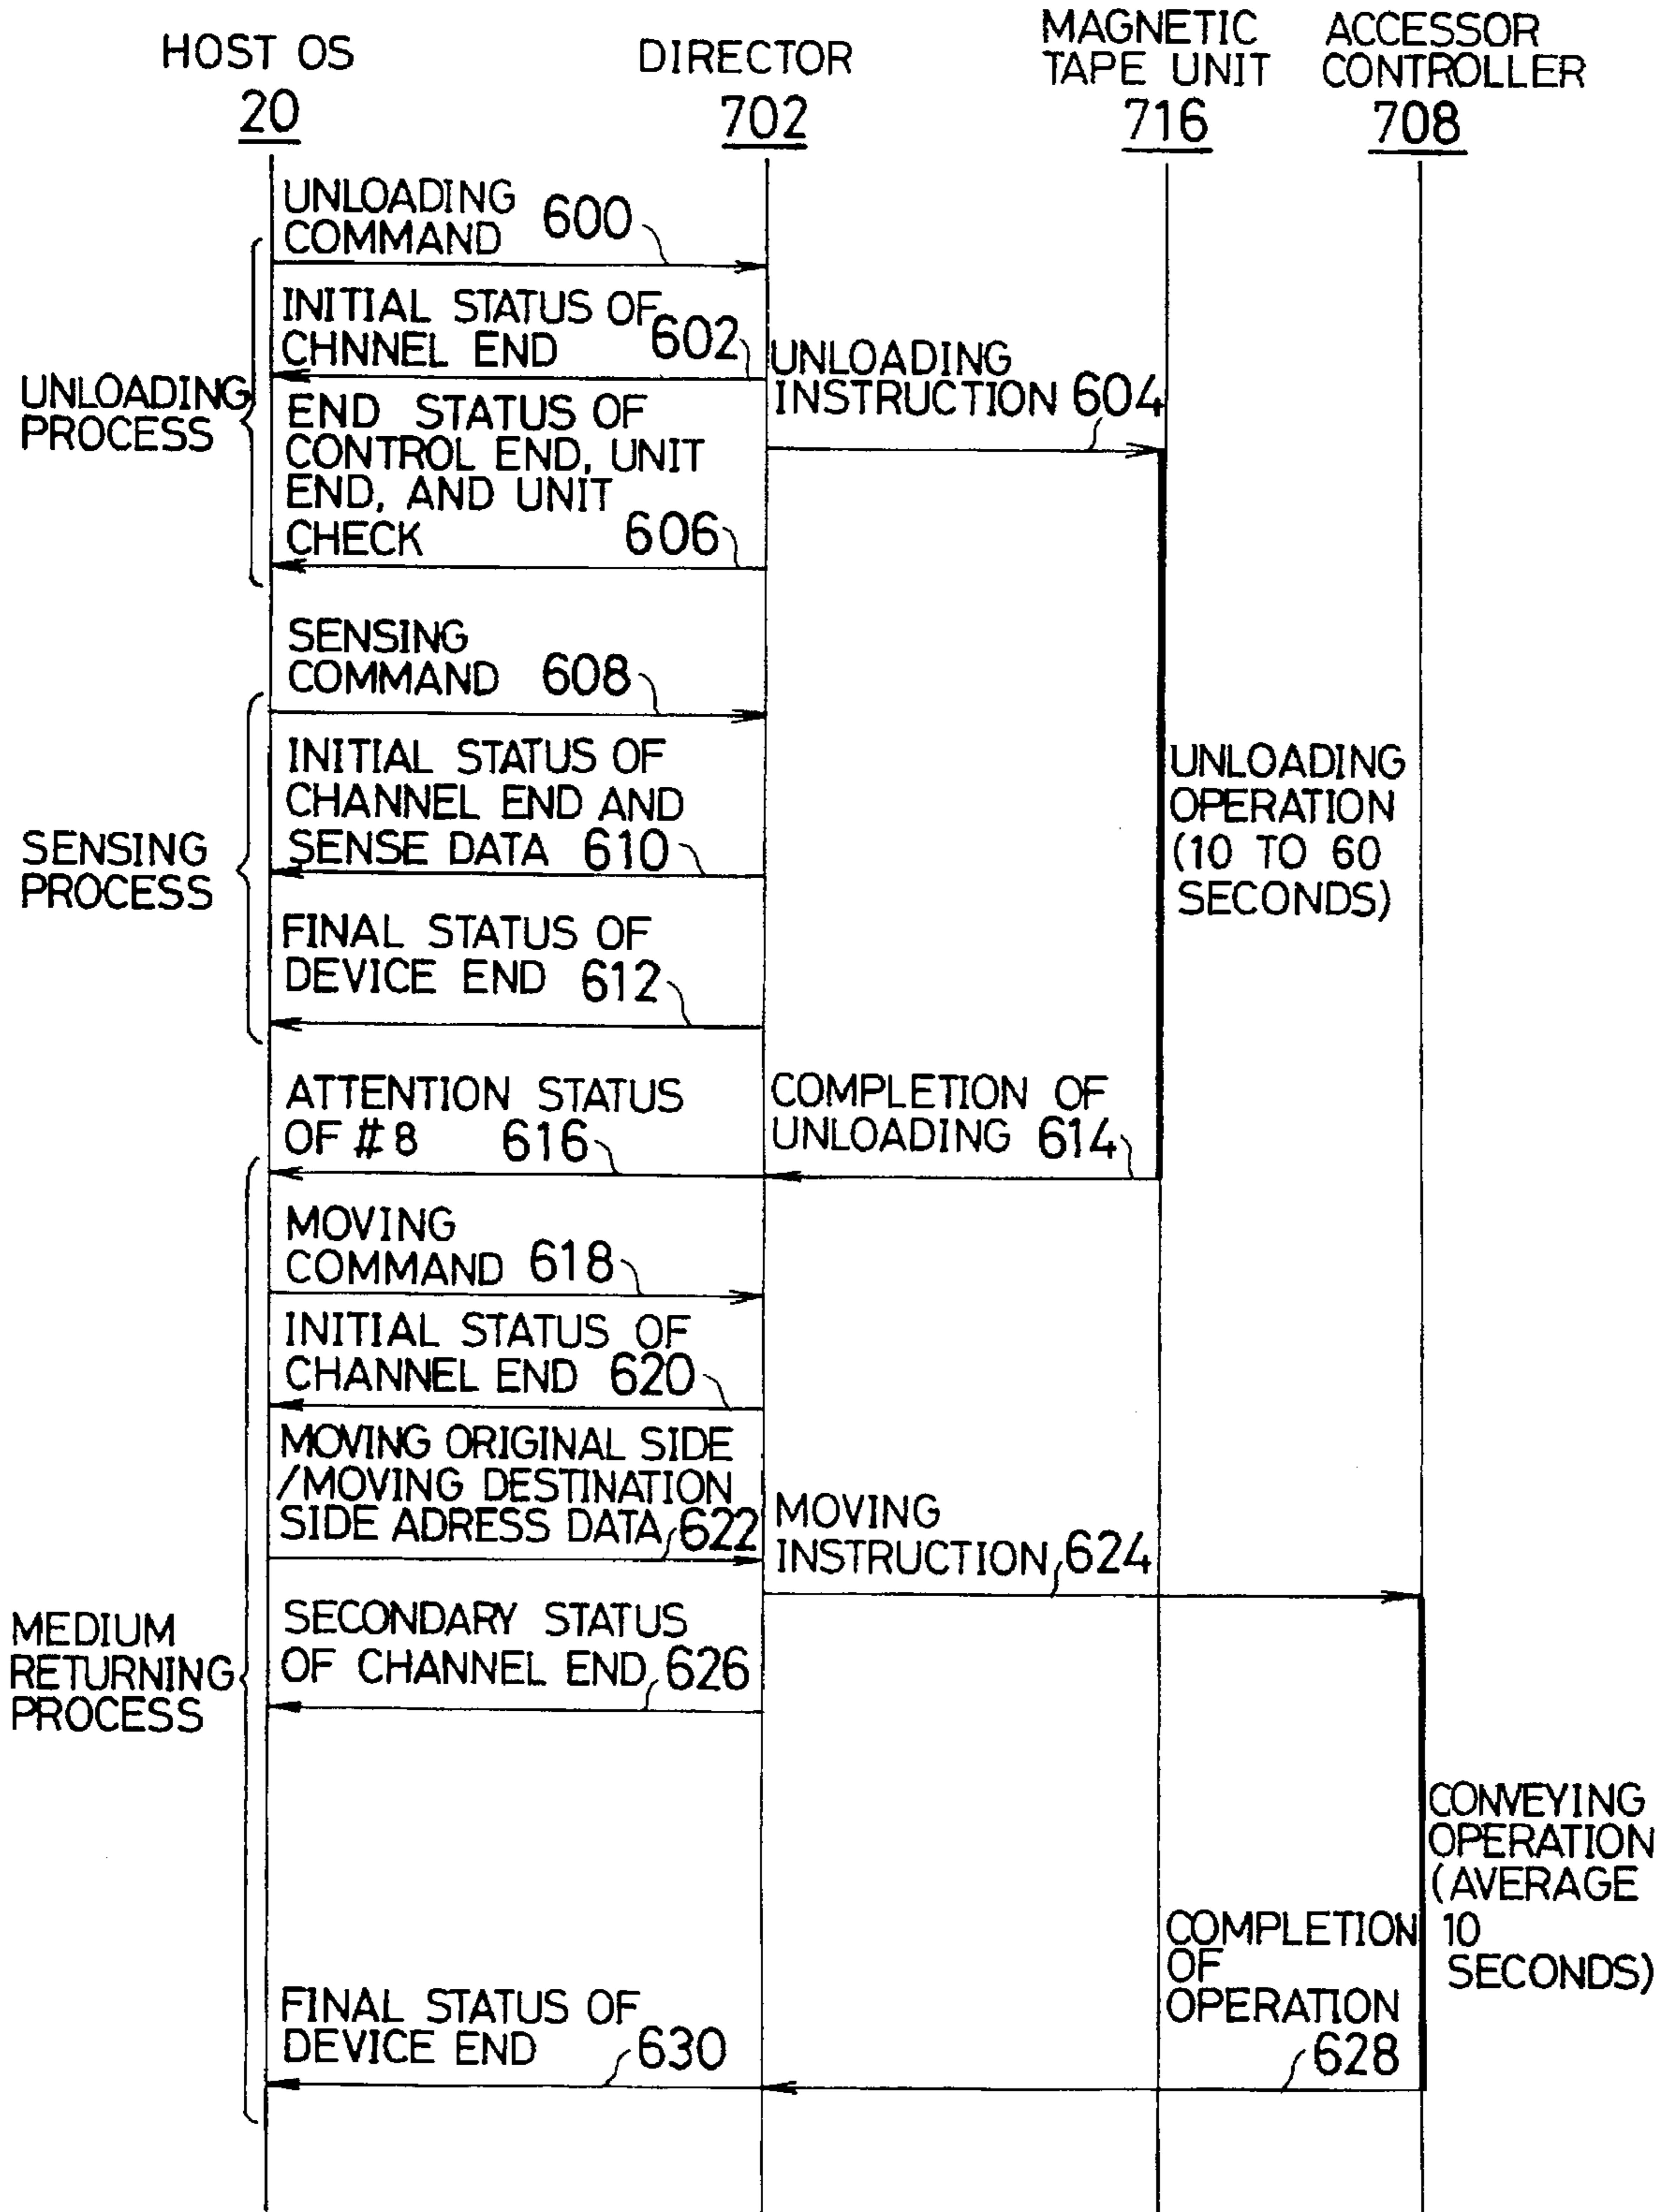 HOST OS
20
DIRECTOR
702
MAGNETIC
TAPE UNIT
716
ACCESSOR
CONTROLLER
708
UNLOADING
COMMAND 600
INITIAL STATUS OF
CHNNEL END 602
UNLOADING
INSTRUCTION 604
UNLOADING
PROCESS
END STATUS OF
CONTROL END, UNIT
END, AND UNIT
CHECK 606
SENSING
COMMAND 608
INITIAL STATUS OF
CHANNEL END AND
SENSE DATA 610
SENSING
PROCESS
UNLOADING
OPERATION
(10 TO 60
SECONDS)
FINAL STATUS OF
DEVICE END 612
ATTENTION STATUS
OF #8 616
COMPLETION OF
UNLOADING 614
MOVING
COMMAND 618
INITIAL STATUS OF
CHANNEL END 620
MOVING ORIGINAL SIDE
/MOVING DESTINATION
SIDE ADRESS DATA 622
MOVING
INSTRUCTION 624
SECONDARY STATUS
OF CHANNEL END 626
MEDIUM
RETURNING
PROCESS
CONVEYING
OPERATION
(AVERAGE
10
SECONDS)
COMPLETION
OF
OPERATION
628
FINAL STATUS OF
DEVICE END 630